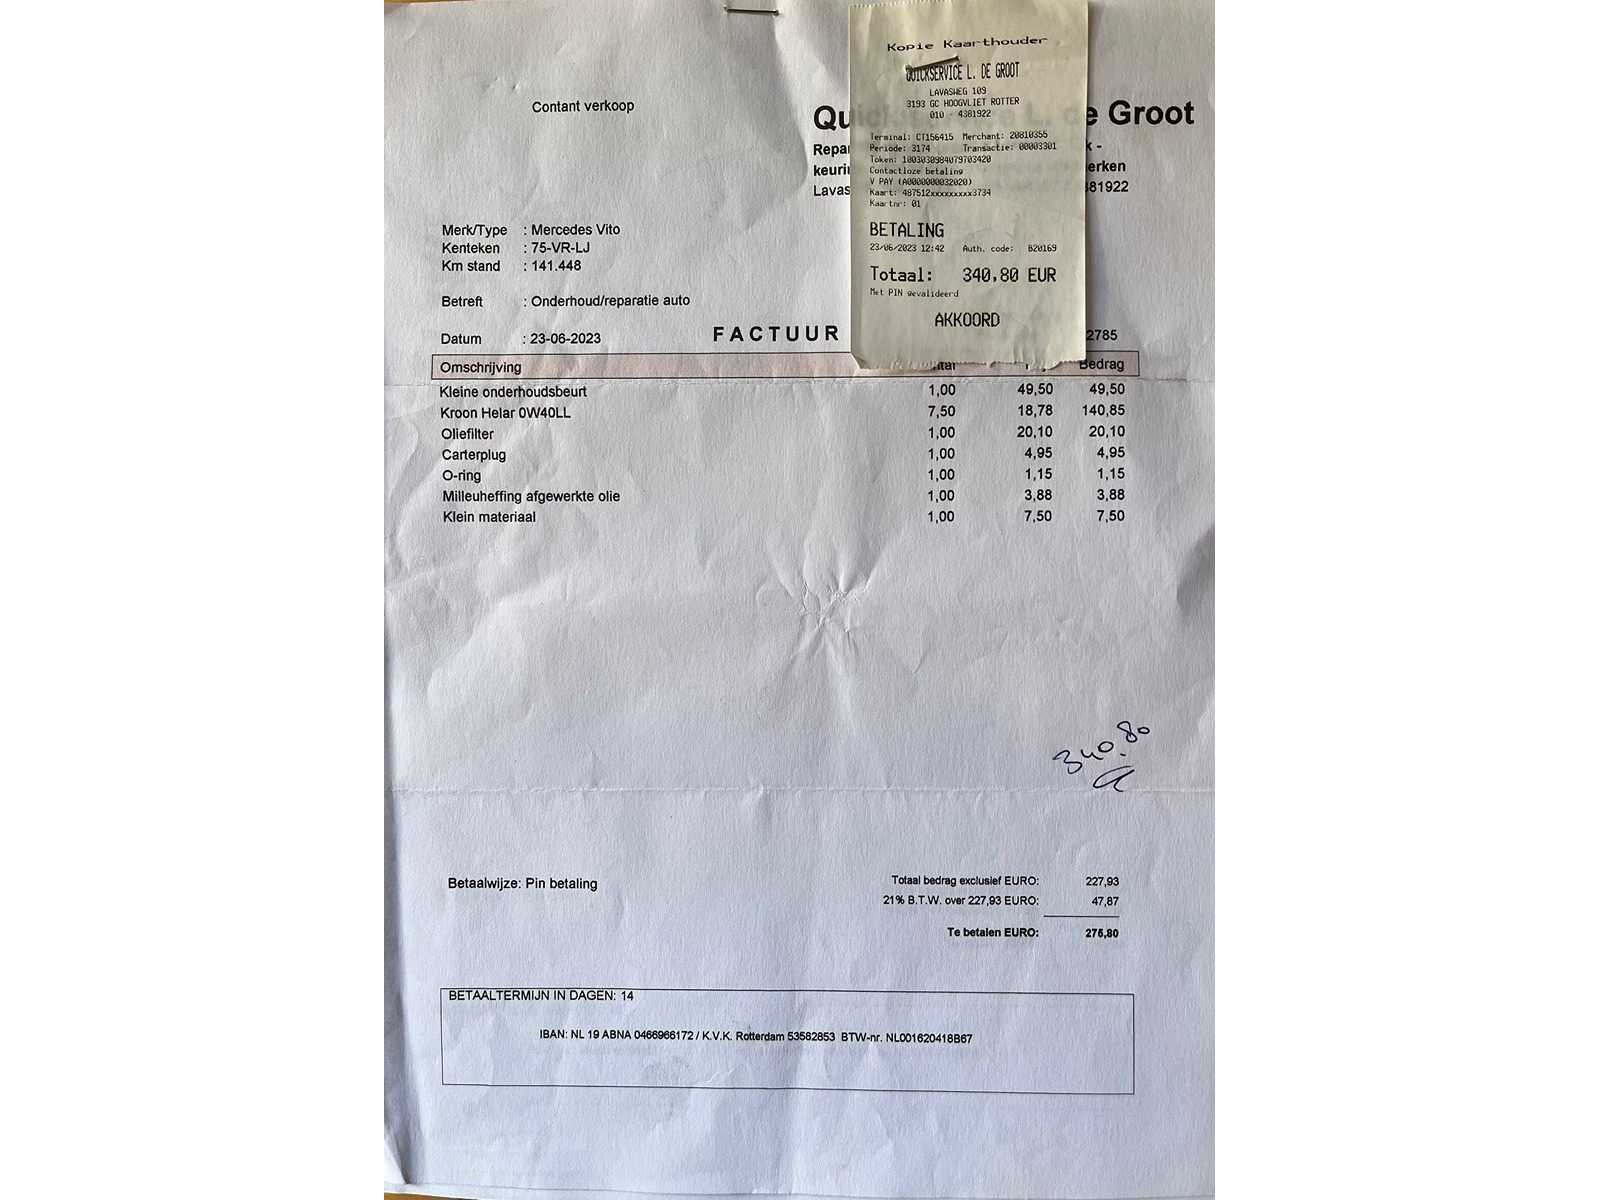 Kopie Kaarthouder
QUICKSERVICE L. DE GROOT
LAVASWEG 109
3193 GC HOOGVLIET ROTTER
010 - 4381922
Terminal: CT156415 Merchant: 20810355
Periode: 3174 Transactie: 00003301
Token: 1003030984079703420
Contactloze betaling
V PAY (A0000000032020)
Kaart: 487512xxxxxxxxx3734
Kaartnr: 01
BETALING
23/06/2023 12:42 Auth. code: B20169
Totaal: 340,80 EUR
Met PIN gevalideerd
AKKOORD
Contant verkoop
L. de Groot
Merk/Type : Mercedes Vito
Kenteken : 75-VR-LJ
Km stand : 141.448
Betreft : Onderhoud/reparatie auto
Datum : 23-06-2023 FACTUUR 2785
Omschrijving Bedrag
Kleine onderhoudsbeurt 1,00 49,50 49,50
Kroon Helar 0W40LL 7,50 18,78 140,85
Oliefilter 1,00 20,10 20,10
Carterplug 1,00 4,95 4,95
O-ring 1,00 1,15 1,15
Milleuheffing afgewerkte olie 1,00 3,88 3,88
Klein materiaal 1,00 7,50 7,50
340.80
Betaalwijze: Pin betaling
Totaal bedrag exclusief EURO: 227,93
21% B.T.W. over 227,93 EURO: 47,87
Te betalen EURO: 275,80
BETAALTERMIJN IN DAGEN: 14
IBAN: NL 19 ABNA 0466966172 / K.V.K. Rotterdam 53582853 BTW-nr. NL001620418B67